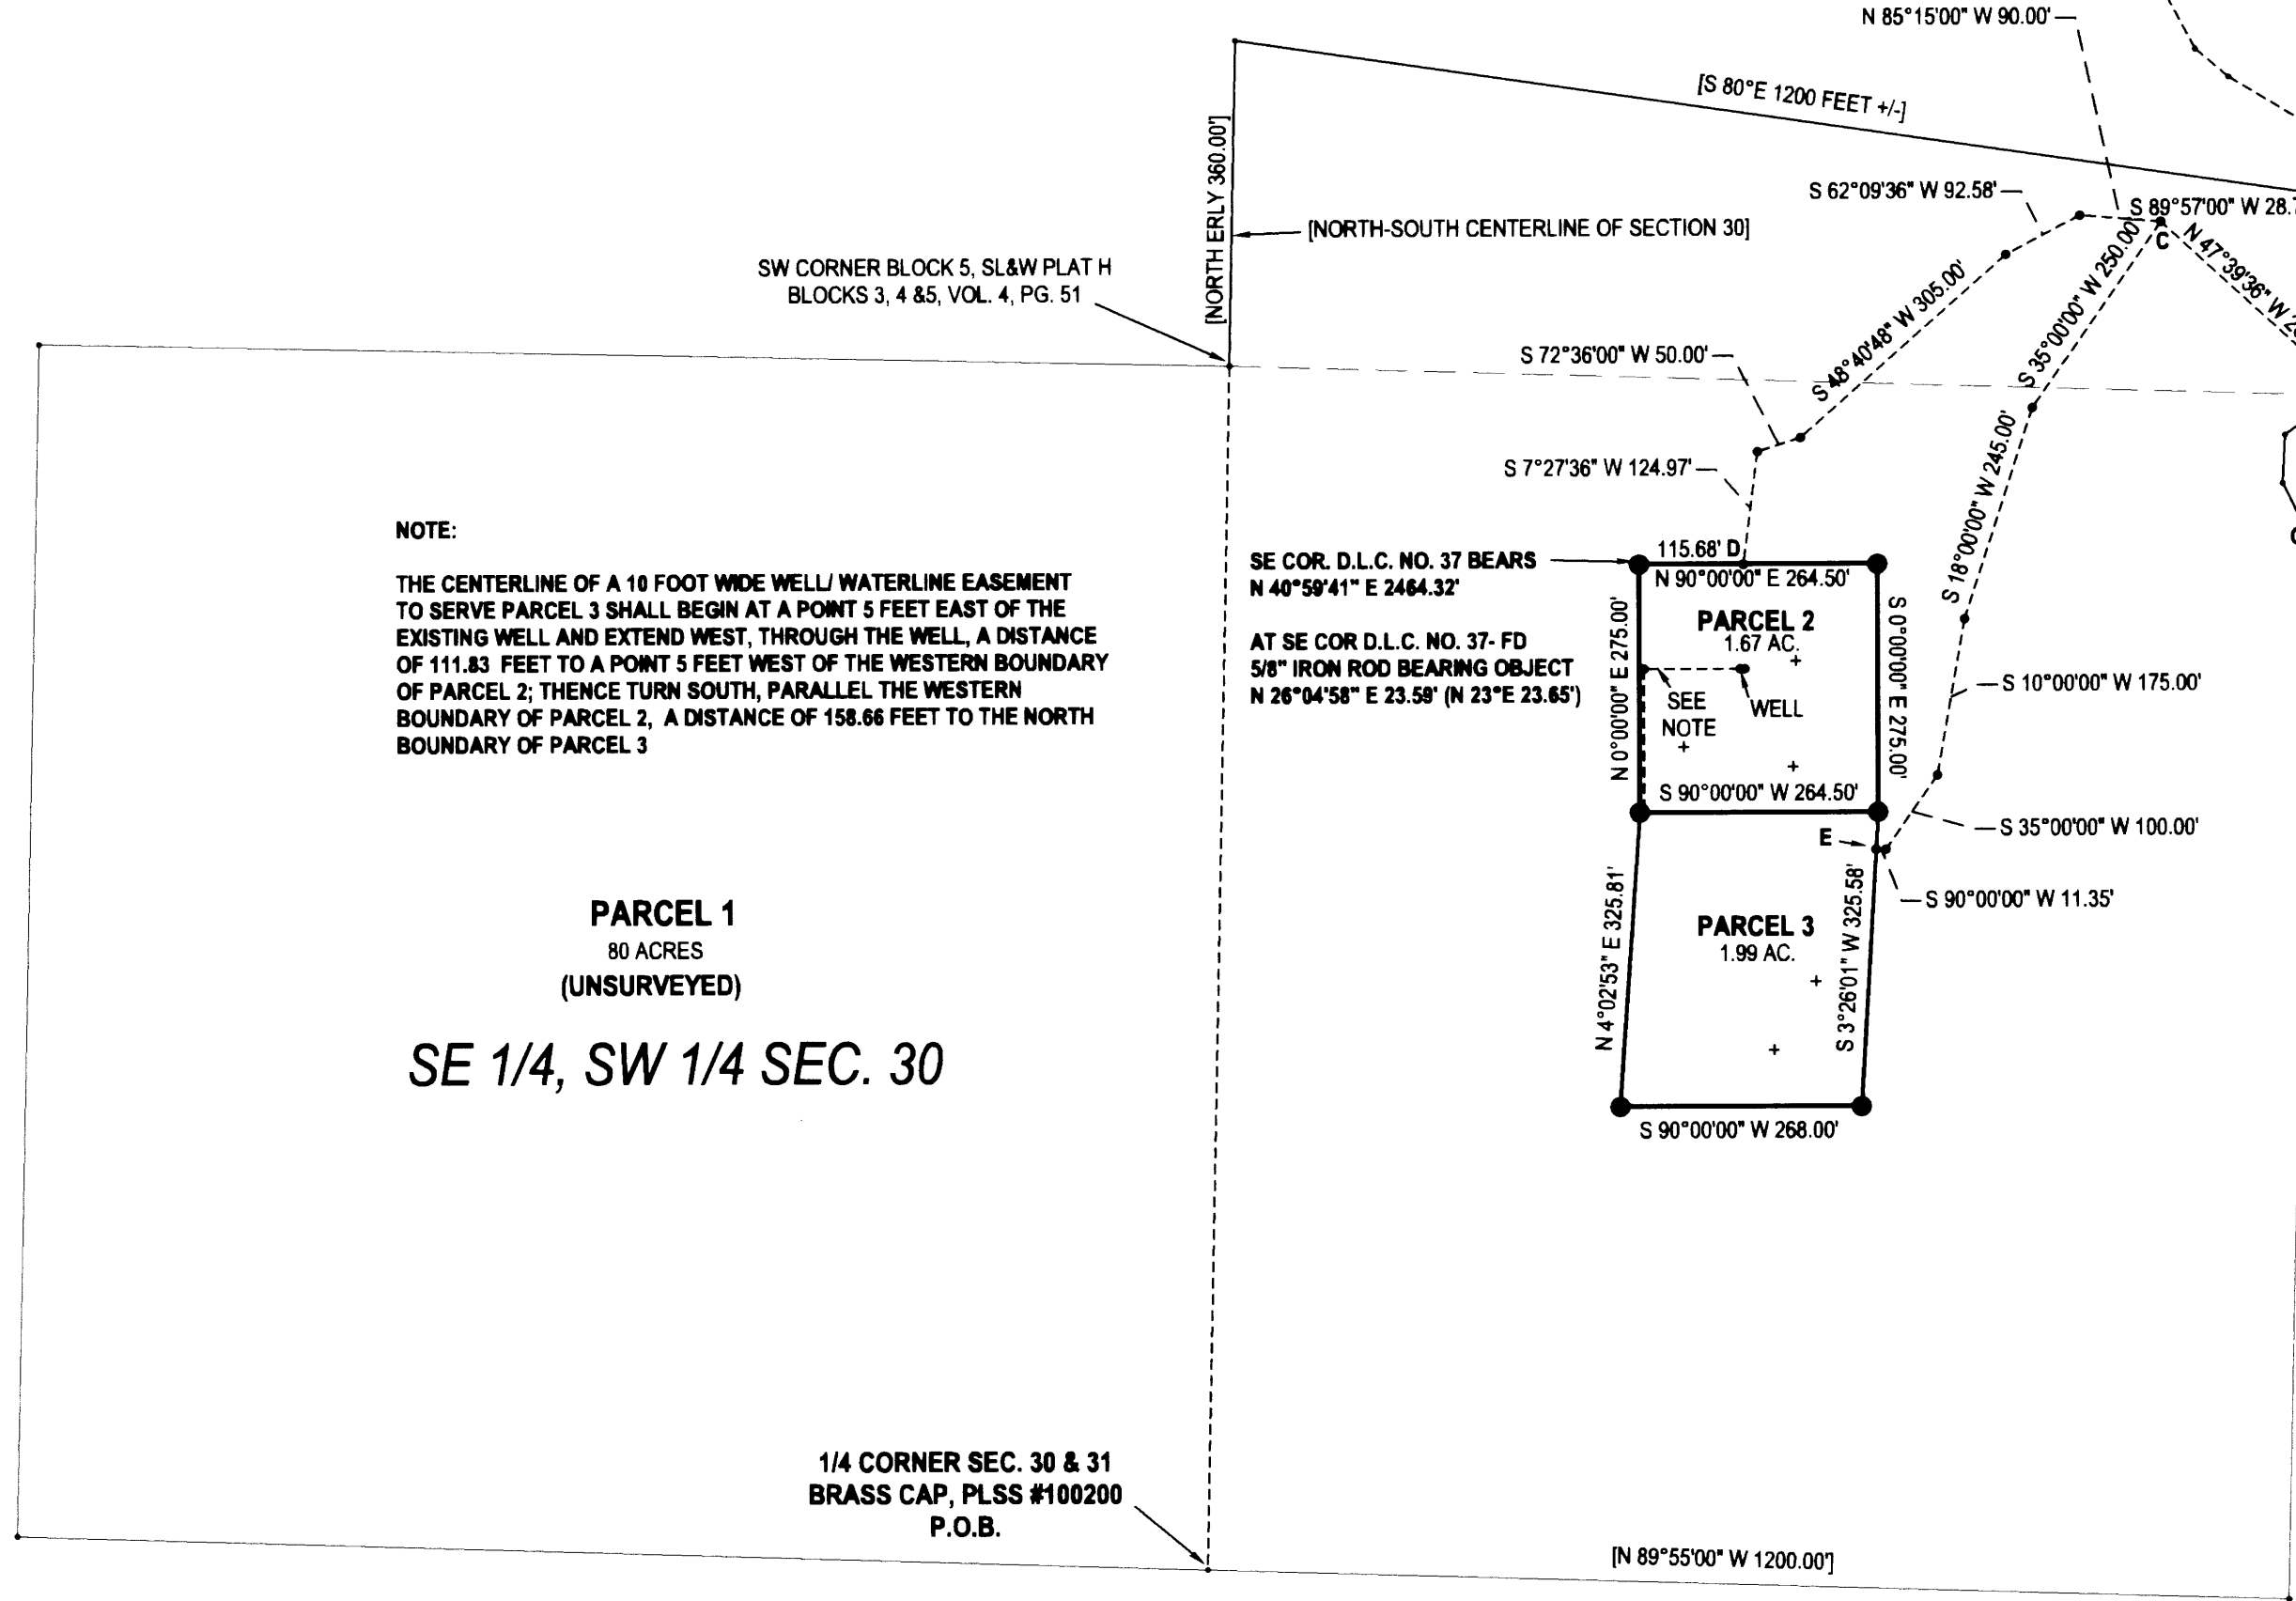 N 85°15'00" W 90.00'
[S 80°E 1200 FEET +/-]
[NORTH ERLY 360.00']
S 62°09'36" W 92.58'
S 89°57'00" W 28.
[NORTH-SOUTH CENTERLINE OF SECTION 30]
C
N 47°39'36" W
SW CORNER BLOCK 5, SL&W PLAT H
BLOCKS 3, 4 &5, VOL. 4, PG. 51
S 72°36'00" W 50.00'
S 48°40'48" W 305.00'
S 35°00'00" W 250.00'
S 7°27'36" W 124.97'
S 18°00'00" W 245.00'
NOTE:
THE CENTERLINE OF A 10 FOOT WIDE WELL/ WATERLINE EASEMENT
TO SERVE PARCEL 3 SHALL BEGIN AT A POINT 5 FEET EAST OF THE
EXISTING WELL AND EXTEND WEST, THROUGH THE WELL, A DISTANCE
OF 111.83 FEET TO A POINT 5 FEET WEST OF THE WESTERN BOUNDARY
OF PARCEL 2; THENCE TURN SOUTH, PARALLEL THE WESTERN
BOUNDARY OF PARCEL 2, A DISTANCE OF 158.66 FEET TO THE NORTH
BOUNDARY OF PARCEL 3
SE COR. D.L.C. NO. 37 BEARS
N 40°59'41" E 2464.32'
AT SE COR D.L.C. NO. 37- FD
5/8" IRON ROD BEARING OBJECT
N 26°04'58" E 23.59' (N 23°E 23.65')
115.68' D
N 90°00'00" E 264.50'
PARCEL 2
1.67 AC.
N 0°00'00" E 275.00'
S 0°00'00" E 275.00'
SEE
NOTE
WELL
S 10°00'00" W 175.00'
S 90°00'00" W 264.50'
E
S 35°00'00" W 100.00'
S 90°00'00" W 11.35'
N 4°02'53" E 325.81'
PARCEL 3
1.99 AC.
S 3°26'01" W 325.58'
S 90°00'00" W 268.00'
PARCEL 1
80 ACRES
(UNSURVEYED)
SE 1/4, SW 1/4 SEC. 30
1/4 CORNER SEC. 30 & 31
BRASS CAP, PLSS #100200
P.O.B.
[N 89°55'00" W 1200.00']